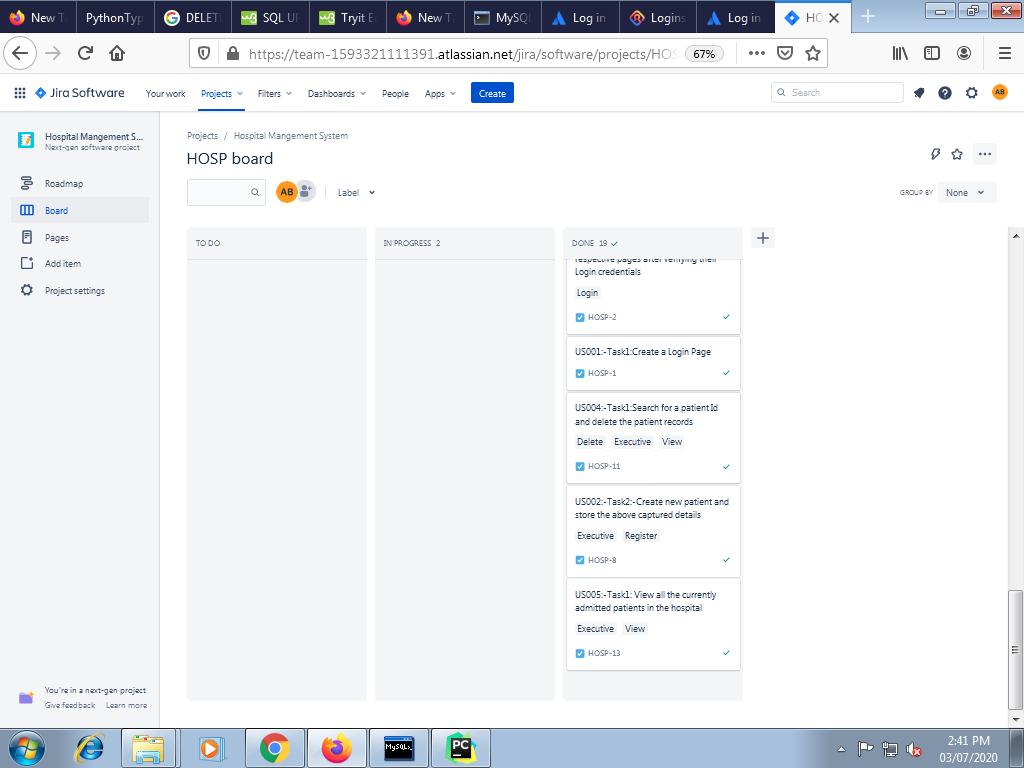 New T
PythonTyp
DELETE
SQL UP
Tryit E
New T
MySQL
Log in
Logins
Log in
HO
https://team-1593321111391.atlassian.net/jira/software/projects/HOS
67%
Jira Software
Your work
Projects
Filters
Dashboards
People
Apps
Create
Search
AB
Hospital Mangement S...
Next-gen software project
Roadmap
Board
Pages
Add item
Project settings
You're in a next-gen project
Give feedback Learn more
Projects / Hospital Mangement System
HOSP board
AB
Label
GROUP BY
None
TO DO
IN PROGRESS 2
DONE 19
respective pages after verifying their
Login credentials
Login
HOSP-2
US001:-Task1:Create a Login Page
HOSP-1
US004:-Task1:Search for a patient Id
and delete the patient records
Delete Executive View
HOSP-11
US002:-Task2:-Create new patient and
store the above captured details
Executive Register
HOSP-8
US005:-Task1: View all the currently
admitted patients in the hospital
Executive View
HOSP-13
MySQL>
PC
2:41 PM
03/07/2020